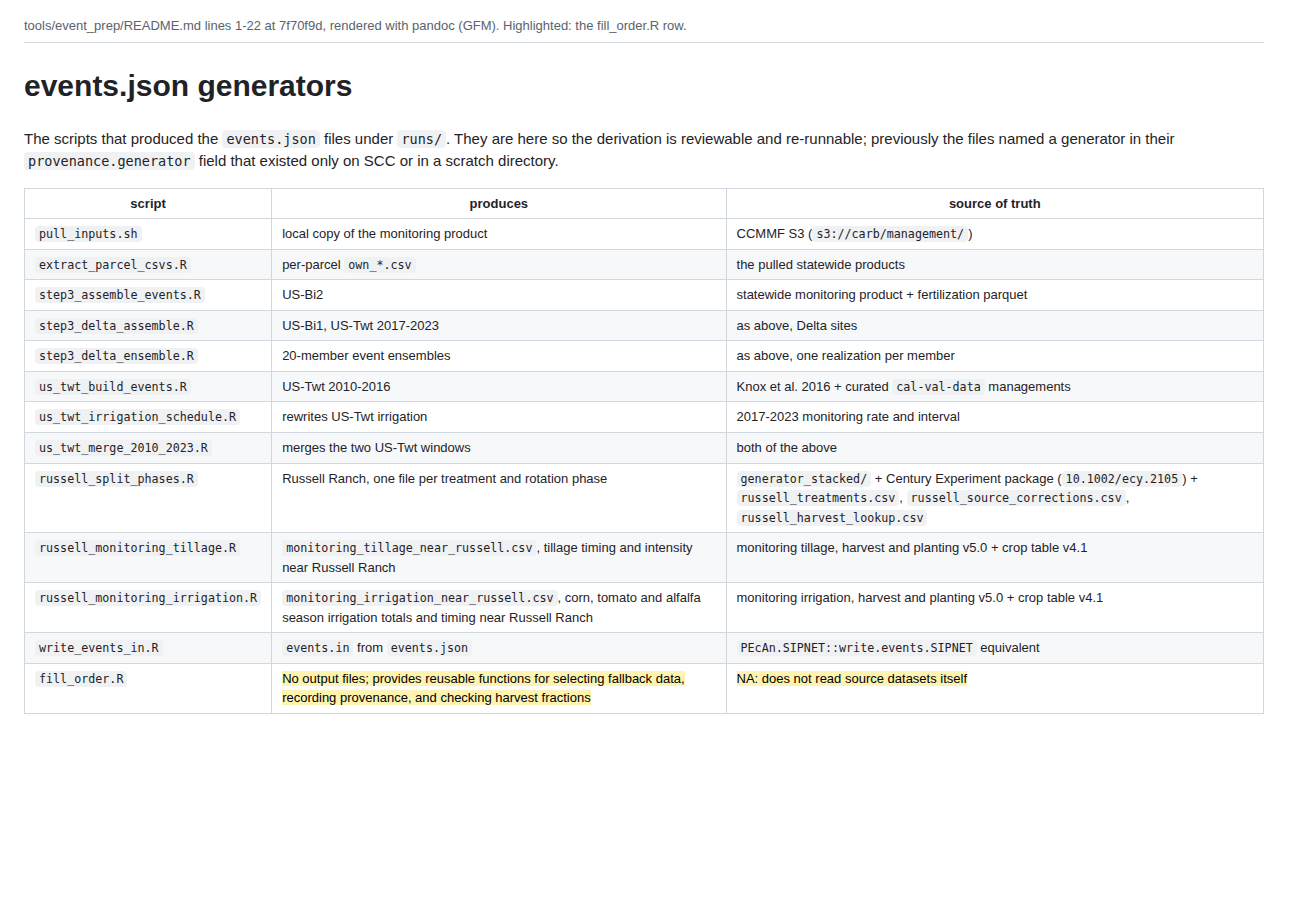 tools/event_prep/README.md lines 1-22 at 7f70f9d, rendered with pandoc (GFM). Highlighted: the fill_order.R row.
events.json generators
The scripts that produced the events.json files under runs/. They are here so the derivation is reviewable and re-runnable; previously the files named a generator in their
provenance.generator field that existed only on SCC or in a scratch directory.
script produces source of truth
pull_inputs.sh local copy of the monitoring product CCMMF S3 (s3://carb/management/)
extract_parcel_csvs.R per-parcel own_*.csv the pulled statewide products
step3_assemble_events.R US-Bi2 statewide monitoring product + fertilization parquet
step3_delta_assemble.R US-Bi1, US-Twt 2017-2023 as above, Delta sites
step3_delta_ensemble.R 20-member event ensembles as above, one realization per member
us_twt_build_events.R US-Twt 2010-2016 Knox et al. 2016 + curated cal-val-data managements
us_twt_irrigation_schedule.R rewrites US-Twt irrigation 2017-2023 monitoring rate and interval
us_twt_merge_2010_2023.R merges the two US-Twt windows both of the above
russell_split_phases.R Russell Ranch, one file per treatment and rotation phase generator_stacked/ + Century Experiment package (10.1002/ecy.2105) +
russell_treatments.csv, russell_source_corrections.csv,
russell_harvest_lookup.csv
russell_monitoring_tillage.R monitoring_tillage_near_russell.csv, tillage timing and intensity monitoring tillage, harvest and planting v5.0 + crop table v4.1
near Russell Ranch
russell_monitoring_irrigation.R monitoring_irrigation_near_russell.csv, corn, tomato and alfalfa monitoring irrigation, harvest and planting v5.0 + crop table v4.1
season irrigation totals and timing near Russell Ranch
write_events_in.R events.in from events.json PEcAn.SIPNET::write.events.SIPNET equivalent
fill_order.R No output files; provides reusable functions for selecting fallback data, NA: does not read source datasets itself
recording provenance, and checking harvest fractions